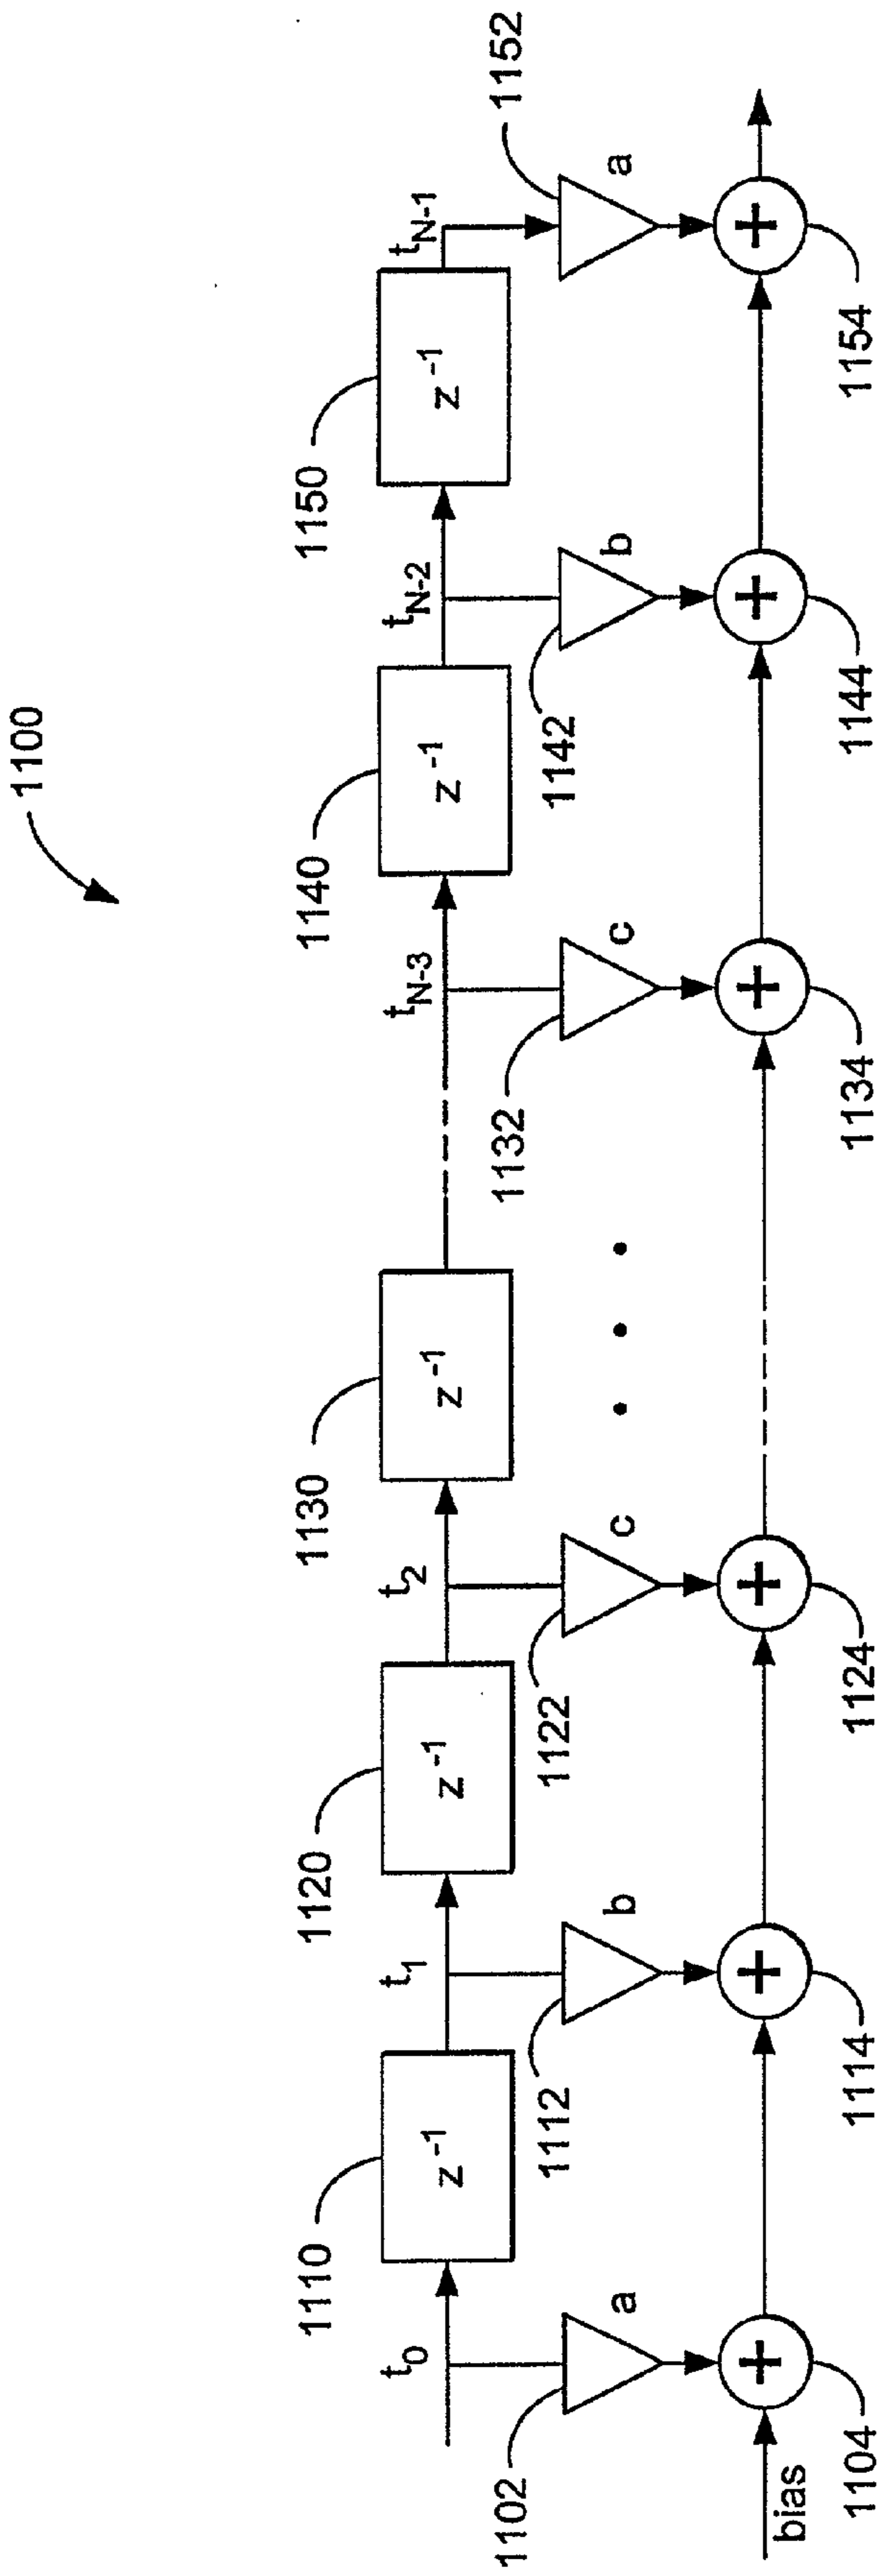 1100
1110
1120
1130
1140
1150
t0
t1
t2
tN-3
tN-2
tN-1
z-1
z-1
z-1
z-1
z-1
1102
a
1112
b
1122
c
• • •
1132
c
1142
b
1152
a
bias
+
+
+
+
+
+
1104
1114
1124
1134
1144
1154